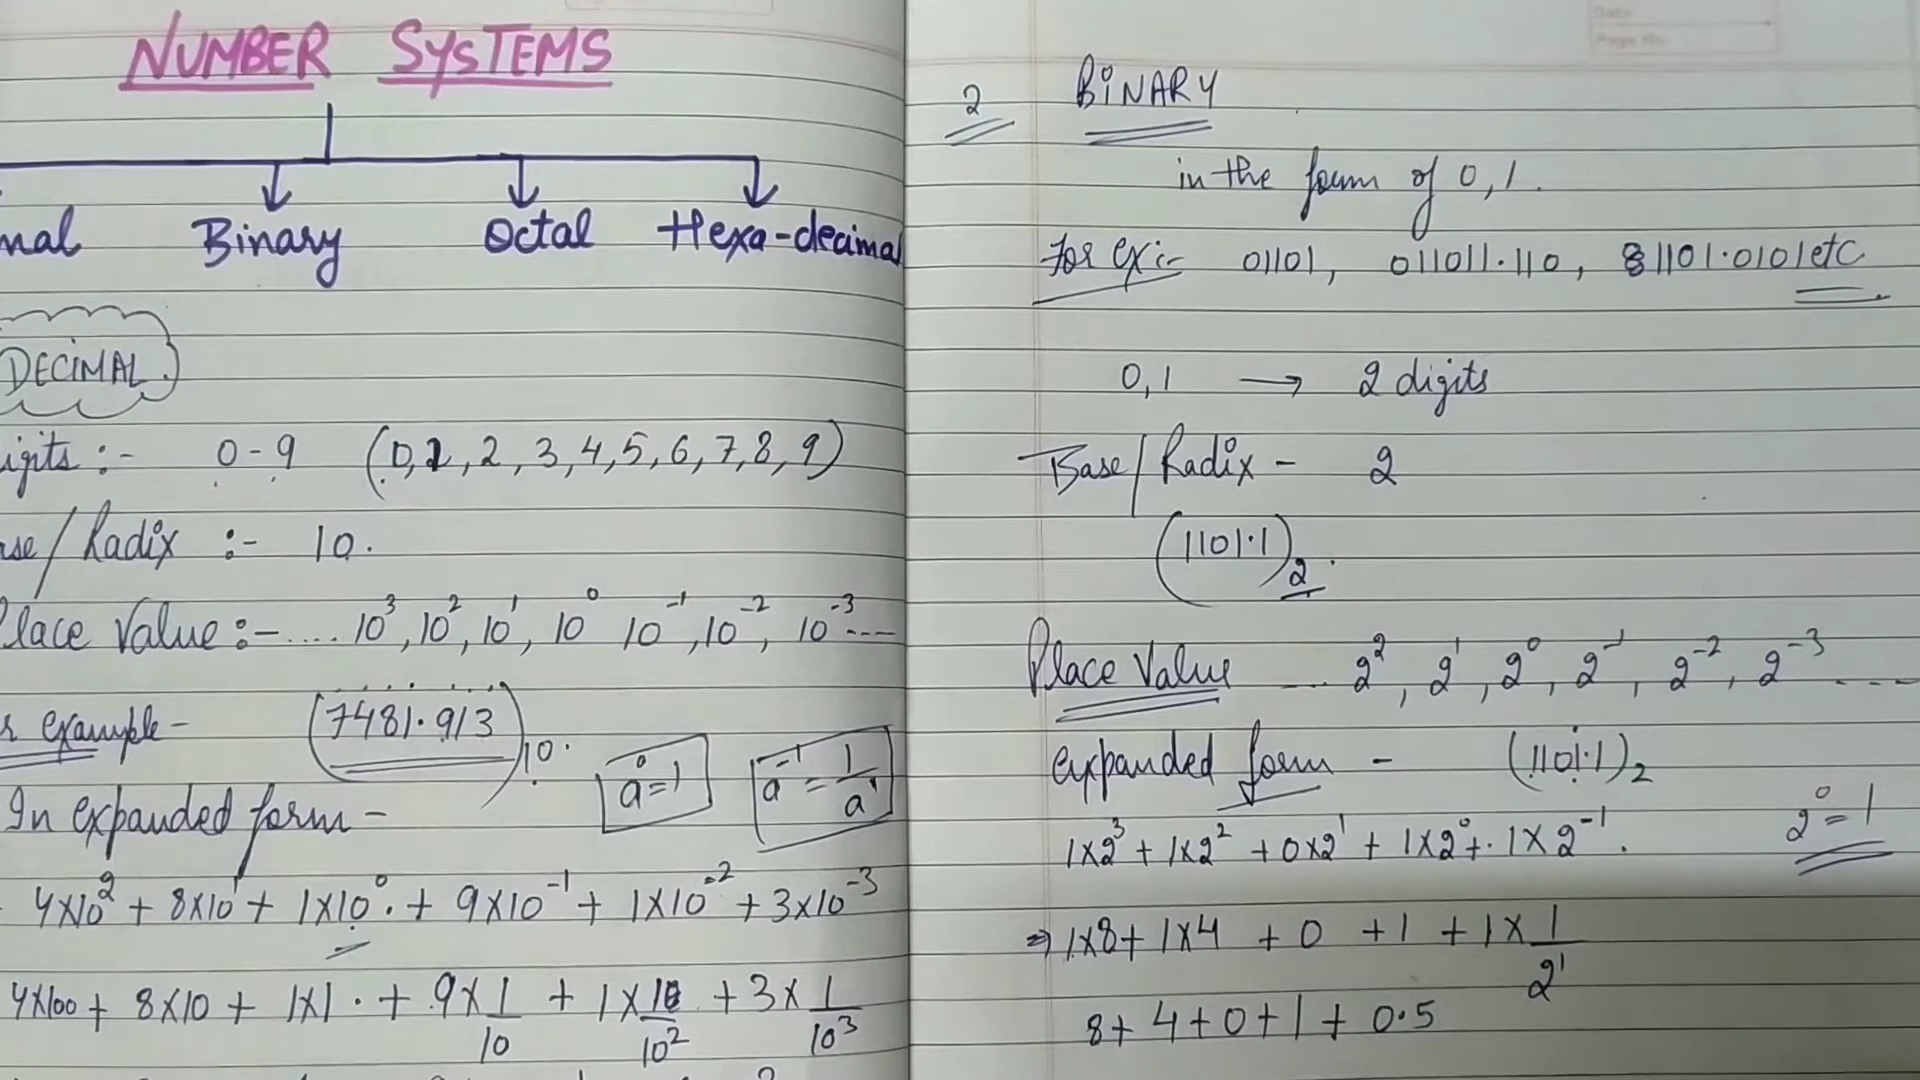 NUMBER SYSTEMS
nal Binary Octal Hexa-decimal
DECIMAL
igits :- 0-9 (0,1,2,3,4,5,6,7,8,9)
se/Radix :- 10.
lace Value :- .... 10³, 10², 10¹, 10⁰ 10⁻¹, 10⁻², 10⁻³ ---
r example - (7481.913)₁₀.
a⁰=1 a⁻¹ = 1/a¹
In expanded form -
4×10² + 8×10¹ + 1×10⁰ . + 9×10⁻¹ + 1×10⁻² + 3×10⁻³
4×100 + 8×10 + 1×1 . + 9×1/10 + 1×10/10² + 3×1/10³
Date
Page No.
2 BINARY
in the form of 0,1.
For ex:- 01101, 011011.110, 81101.0101 etc
0,1 → 2 digits
Base/Radix - 2
(1101.1)₂.
Place Value .... 2², 2¹, 2⁰, 2⁻¹, 2⁻², 2⁻³ ----
expanded form - (1101.1)₂
2⁰=1
1×2³ + 1×2² + 0×2¹ + 1×2⁰ + . 1×2⁻¹.
⇒ 1×8 + 1×4 + 0 + 1 + 1×1/2¹
8+4+0+1+0.5